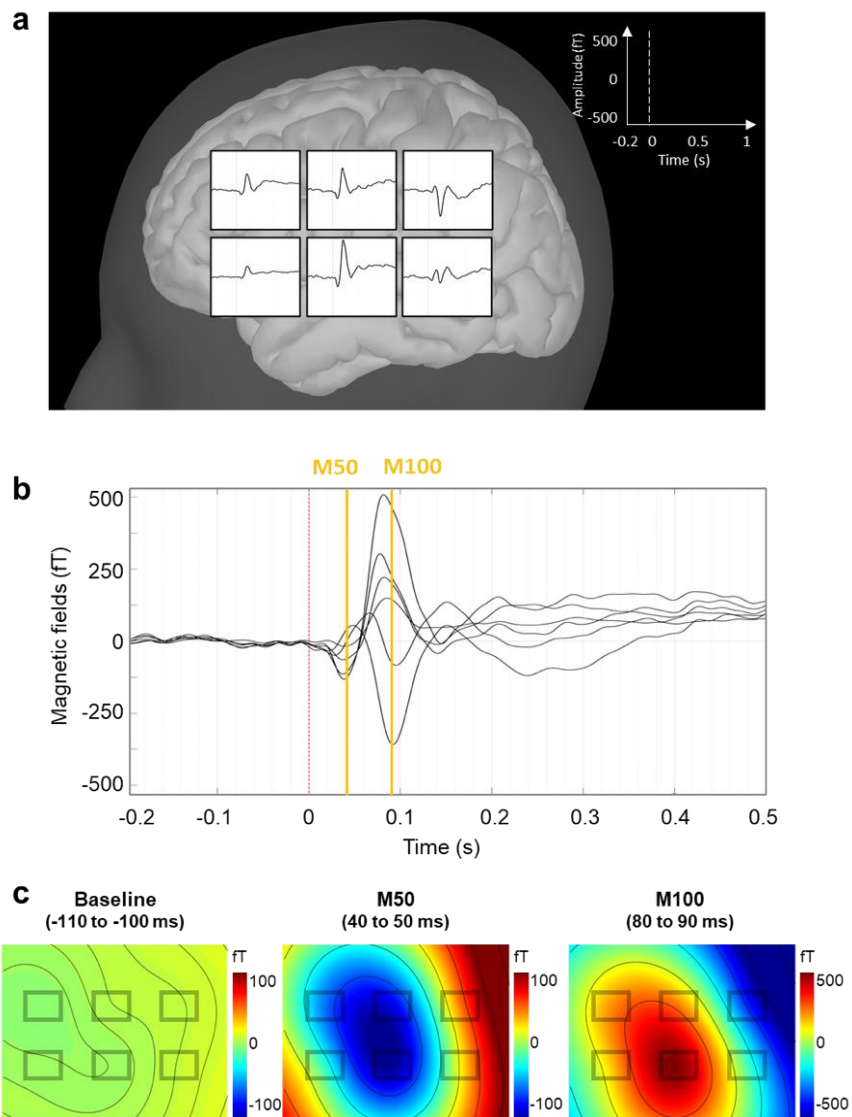 a
Amplitude(fT)
500
0
-500
-0.2 0 0.5 1
Time (s)
M50 M100
b
Magnetic fields (fT)
500
250
0
-250
-500
-0.2 -0.1 0 0.1 0.2 0.3 0.4 0.5
Time (s)
c
Baseline
(-110 to -100 ms)
fT
100
0
-100
M50
(40 to 50 ms)
fT
100
0
-100
M100
(80 to 90 ms)
fT
500
0
-500